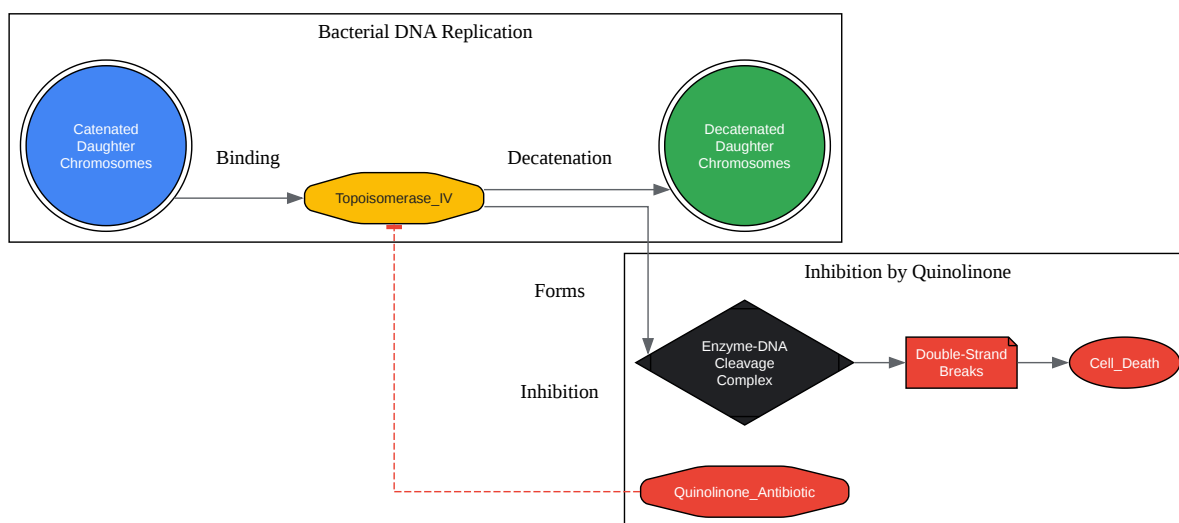 Bacterial DNA Replication
Catenated
Daughter
Chromosomes
Binding
Topoisomerase_IV
Decatenation
Decatenated
Daughter
Chromosomes
Inhibition by Quinolinone
Forms
Enzyme-DNA
Cleavage
Complex
Double-Strand
Breaks
Cell_Death
Inhibition
Quinolinone_Antibiotic